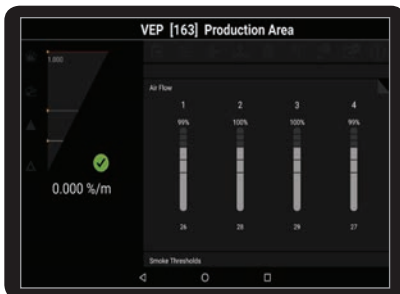 VEP [163] Production Area
1.000
Air Flow
1 2 3 4
99% 100% 100% 99%
26 28 29 27
0.000 %/m
Smoke Thresholds